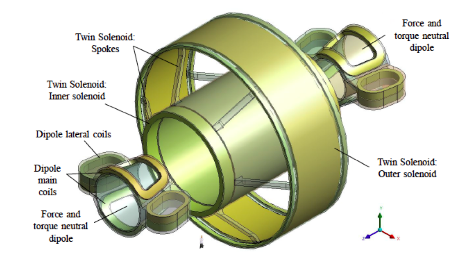 Twin Solenoid:
Spokes
Twin Solenoid:
Inner solenoid
Dipole lateral coils
Dipole
main
coils
Force and
torque neutral
dipole
Force and
torque neutral
dipole
Twin Solenoid:
Outer solenoid